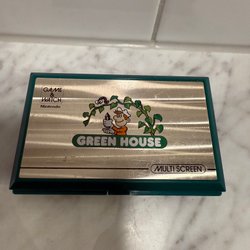 GAME &
WATCH
Nintendo
GREEN HOUSE
MULTI SCREEN